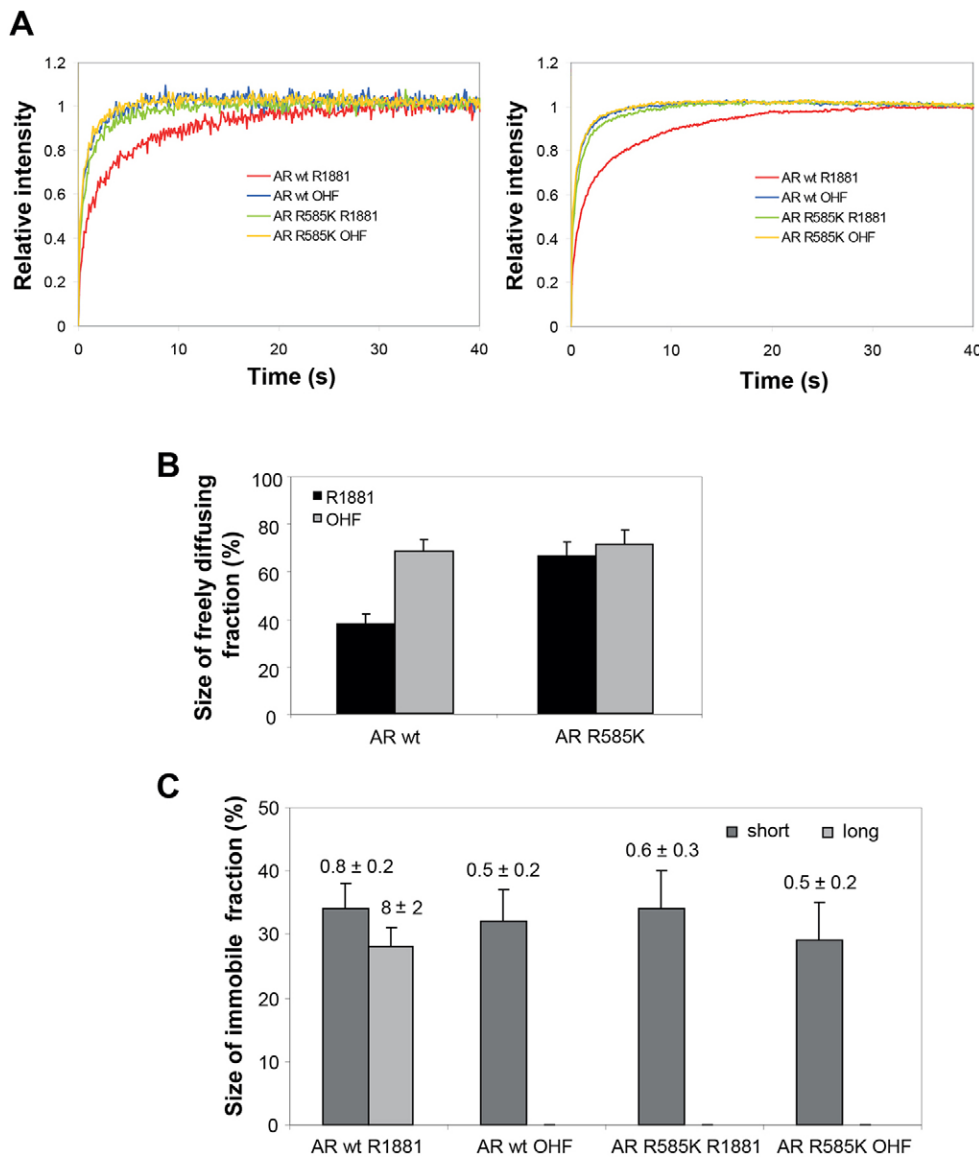 A
Relative intensity
1.2
1
0.8
0.6
0.4
0.2
0
0 10 20 30 40
Time (s)
AR wt R1881
AR wt OHF
AR R585K R1881
AR R585K OHF
Relative intensity
1.2
1
0.8
0.6
0.4
0.2
0
0 10 20 30 40
Time (s)
AR wt R1881
AR wt OHF
AR R585K R1881
AR R585K OHF
B
Size of freely diffusing
fraction (%)
100
80
60
40
20
0
R1881
OHF
AR wt AR R585K
C
Size of immobile fraction (%)
50
40
30
20
10
0
short long
0.8 ± 0.2
8 ± 2
0.5 ± 0.2
0.6 ± 0.3
0.5 ± 0.2
AR wt R1881 AR wt OHF AR R585K R1881 AR R585K OHF